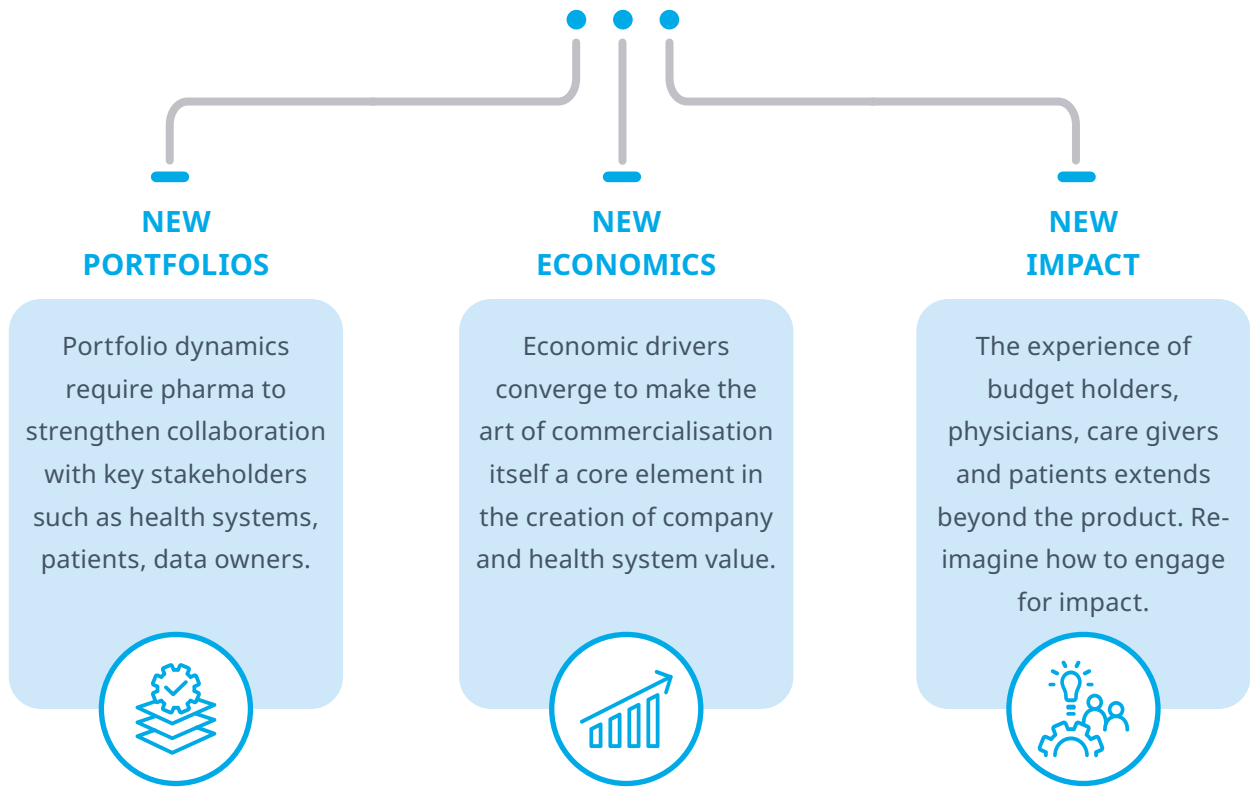 NEW
PORTFOLIOS
Portfolio dynamics
require pharma to
strengthen collaboration
with key stakeholders
such as health systems,
patients, data owners.
NEW
ECONOMICS
Economic drivers
converge to make the
art of commercialisation
itself a core element in
the creation of company
and health system value.
NEW
IMPACT
The experience of
budget holders,
physicians, care givers
and patients extends
beyond the product. Re-
imagine how to engage
for impact.